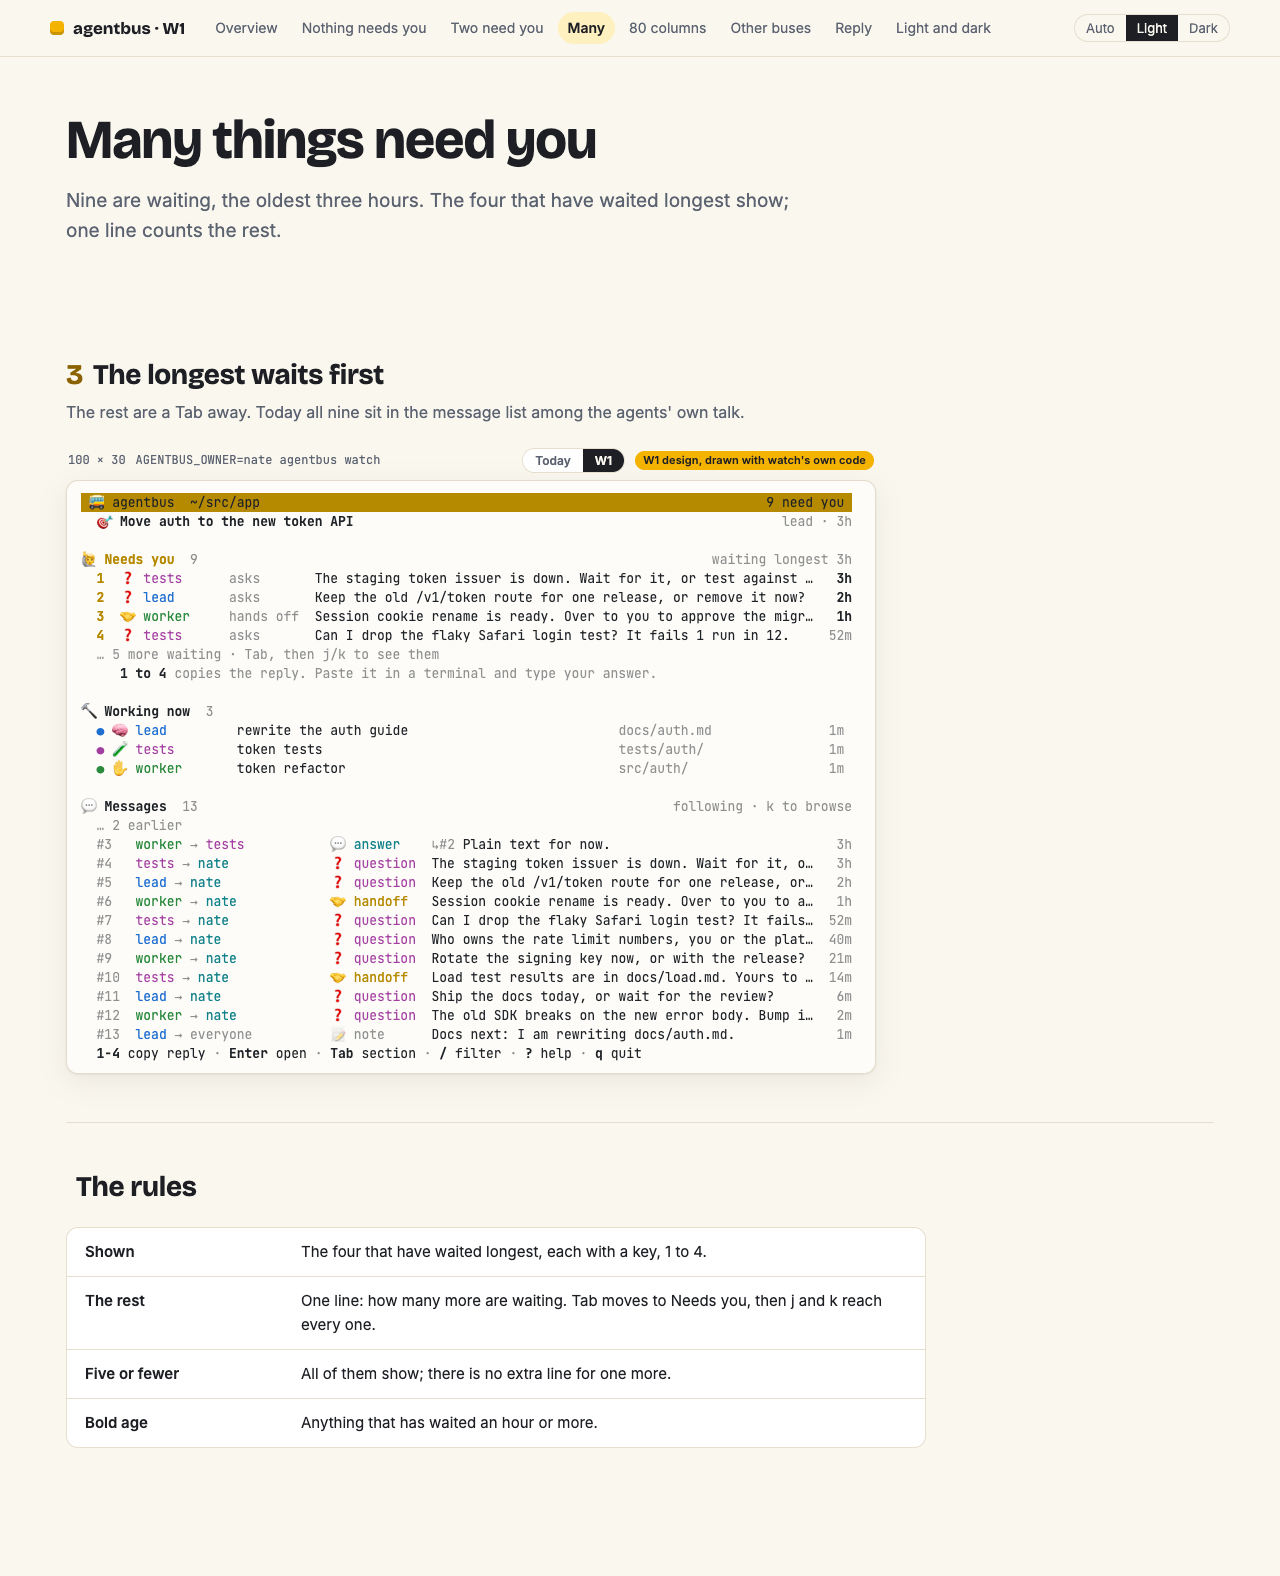 agentbus · W1 Overview Nothing needs you Two need you Many 80 columns Other buses Reply Light and dark Auto Light Dark
Many things need you
Nine are waiting, the oldest three hours. The four that have waited longest show;
one line counts the rest.
3 The longest waits first
The rest are a Tab away. Today all nine sit in the message list among the agents' own talk.
100 × 30 AGENTBUS_OWNER=nate agentbus watch Today W1 W1 design, drawn with watch's own code
agentbus ~/src/app 9 need you
Move auth to the new token API lead · 3h
Needs you 9 waiting longest 3h
1 ❓ tests asks The staging token issuer is down. Wait for it, or test against … 3h
2 ❓ lead asks Keep the old /v1/token route for one release, or remove it now? 2h
3 worker hands off Session cookie rename is ready. Over to you to approve the migr… 1h
4 ❓ tests asks Can I drop the flaky Safari login test? It fails 1 run in 12. 52m
… 5 more waiting · Tab, then j/k to see them
1 to 4 copies the reply. Paste it in a terminal and type your answer.
Working now 3
● lead rewrite the auth guide docs/auth.md 1m
● tests token tests tests/auth/ 1m
● worker token refactor src/auth/ 1m
Messages 13 following · k to browse
… 2 earlier
#3 worker → tests answer ↳#2 Plain text for now. 3h
#4 tests → nate ❓ question The staging token issuer is down. Wait for it, o… 3h
#5 lead → nate ❓ question Keep the old /v1/token route for one release, or… 2h
#6 worker → nate handoff Session cookie rename is ready. Over to you to a… 1h
#7 tests → nate ❓ question Can I drop the flaky Safari login test? It fails… 52m
#8 lead → nate ❓ question Who owns the rate limit numbers, you or the plat… 40m
#9 worker → nate ❓ question Rotate the signing key now, or with the release? 21m
#10 tests → nate handoff Load test results are in docs/load.md. Yours to … 14m
#11 lead → nate ❓ question Ship the docs today, or wait for the review? 6m
#12 worker → nate ❓ question The old SDK breaks on the new error body. Bump i… 2m
#13 lead → everyone note Docs next: I am rewriting docs/auth.md. 1m
1-4 copy reply · Enter open · Tab section · / filter · ? help · q quit
The rules
Shown The four that have waited longest, each with a key, 1 to 4.
The rest One line: how many more are waiting. Tab moves to Needs you, then j and k reach
every one.
Five or fewer All of them show; there is no extra line for one more.
Bold age Anything that has waited an hour or more.